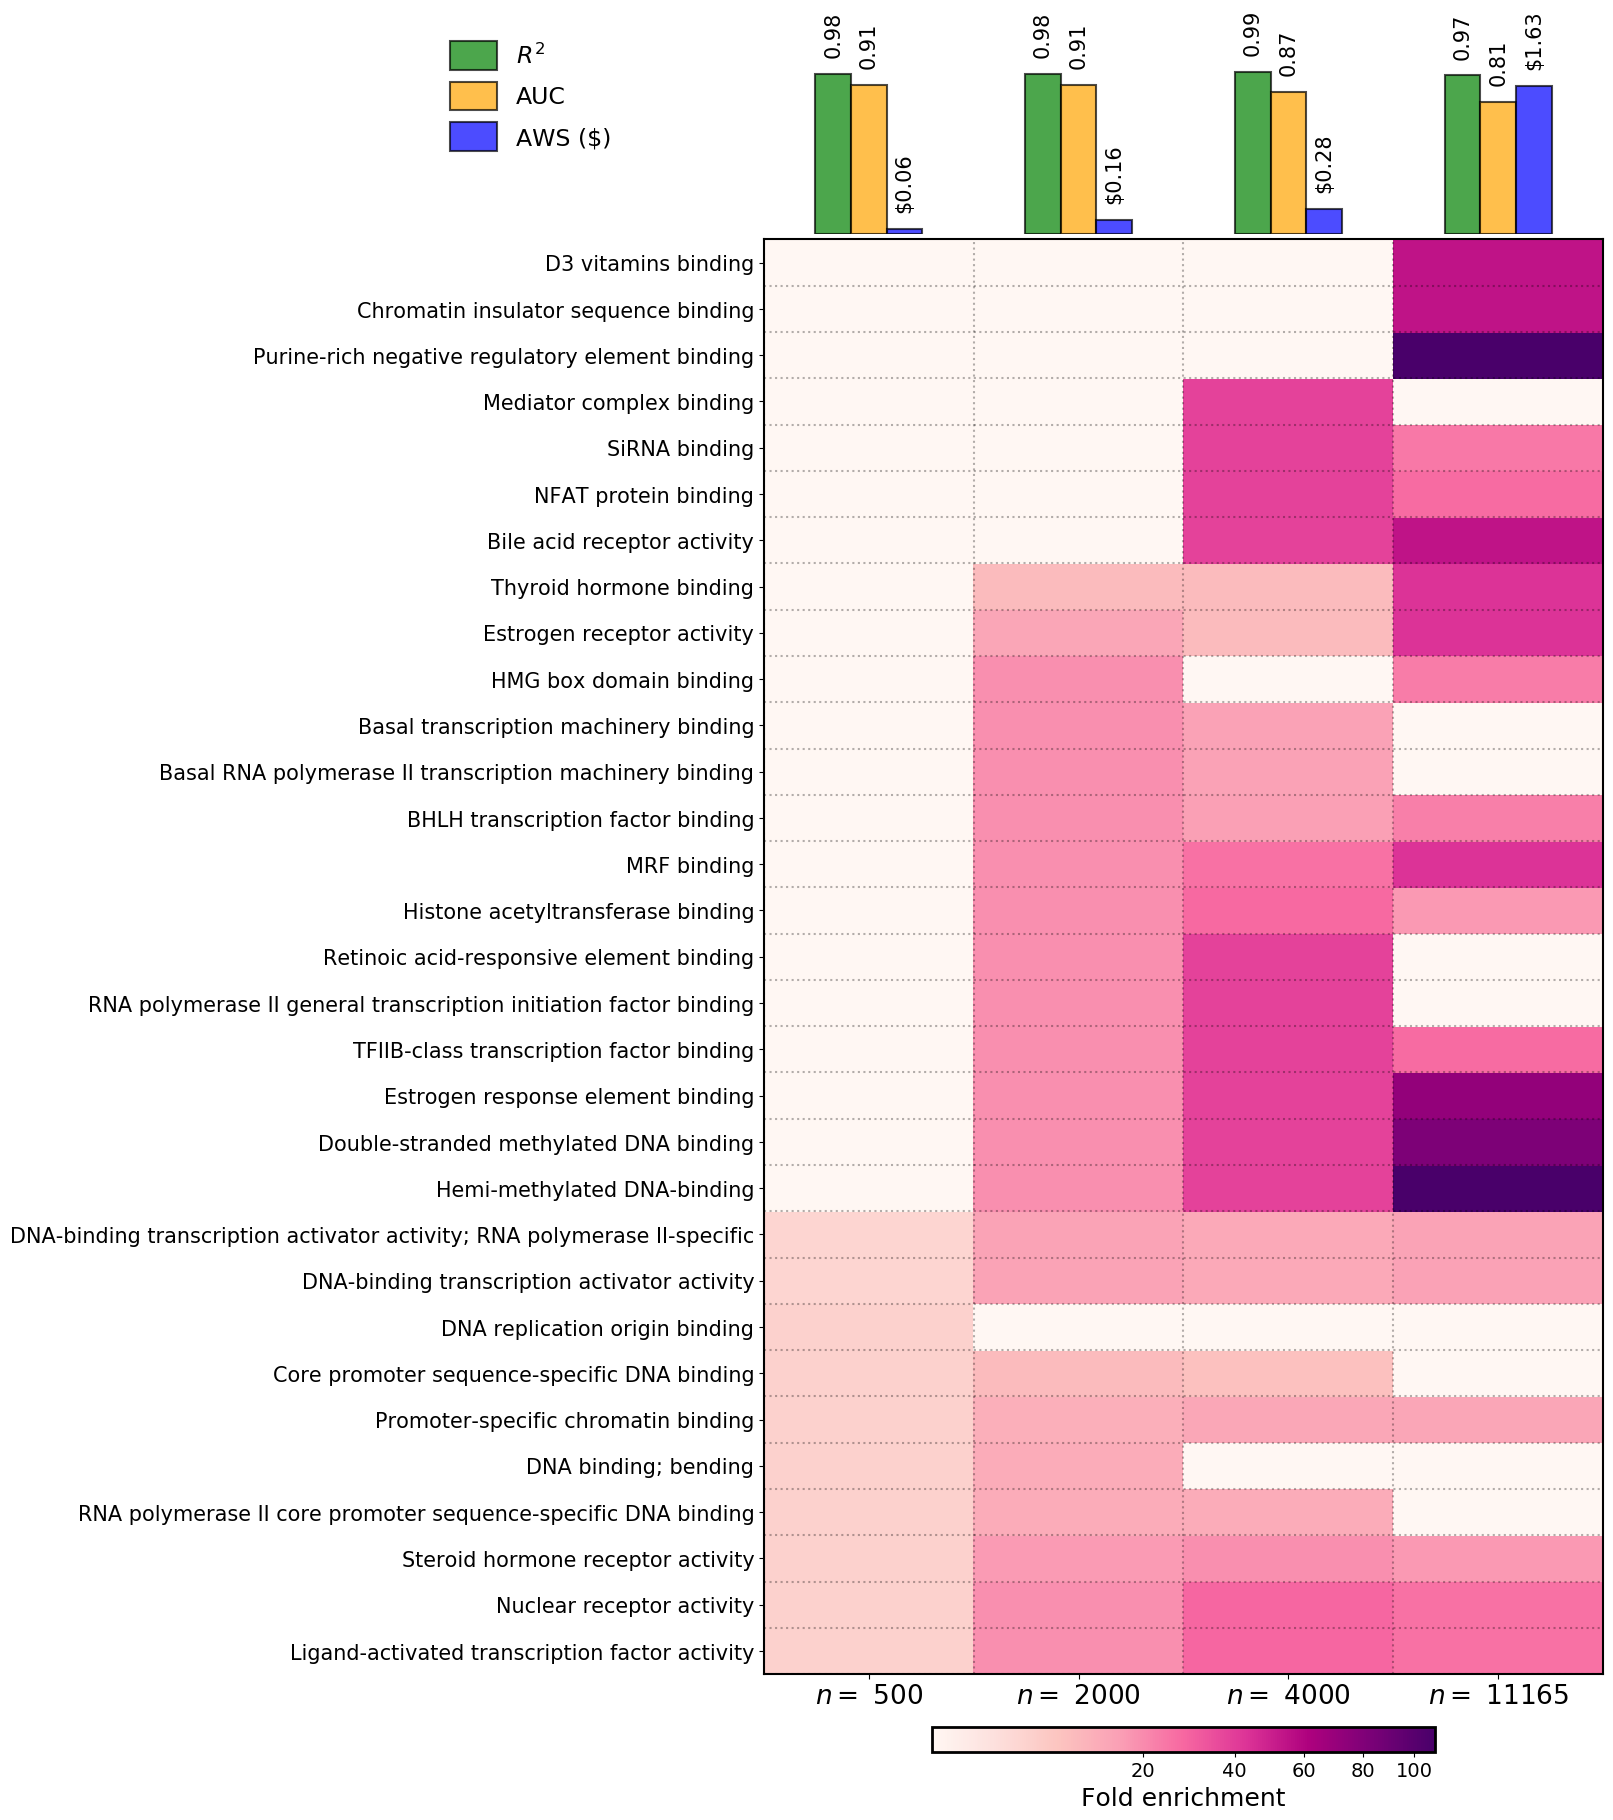 R²
AUC
AWS ($)
0.98
0.91
$0.06
0.98
0.91
$0.16
0.99
0.87
$0.28
0.97
0.81
$1.63
D3 vitamins binding
Chromatin insulator sequence binding
Purine-rich negative regulatory element binding
Mediator complex binding
SiRNA binding
NFAT protein binding
Bile acid receptor activity
Thyroid hormone binding
Estrogen receptor activity
HMG box domain binding
Basal transcription machinery binding
Basal RNA polymerase II transcription machinery binding
BHLH transcription factor binding
MRF binding
Histone acetyltransferase binding
Retinoic acid-responsive element binding
RNA polymerase II general transcription initiation factor binding
TFIIB-class transcription factor binding
Estrogen response element binding
Double-stranded methylated DNA binding
Hemi-methylated DNA-binding
DNA-binding transcription activator activity; RNA polymerase II-specific
DNA-binding transcription activator activity
DNA replication origin binding
Core promoter sequence-specific DNA binding
Promoter-specific chromatin binding
DNA binding; bending
RNA polymerase II core promoter sequence-specific DNA binding
Steroid hormone receptor activity
Nuclear receptor activity
Ligand-activated transcription factor activity
n = 500 n = 2000 n = 4000 n = 11165
20 40 60 80 100
Fold enrichment